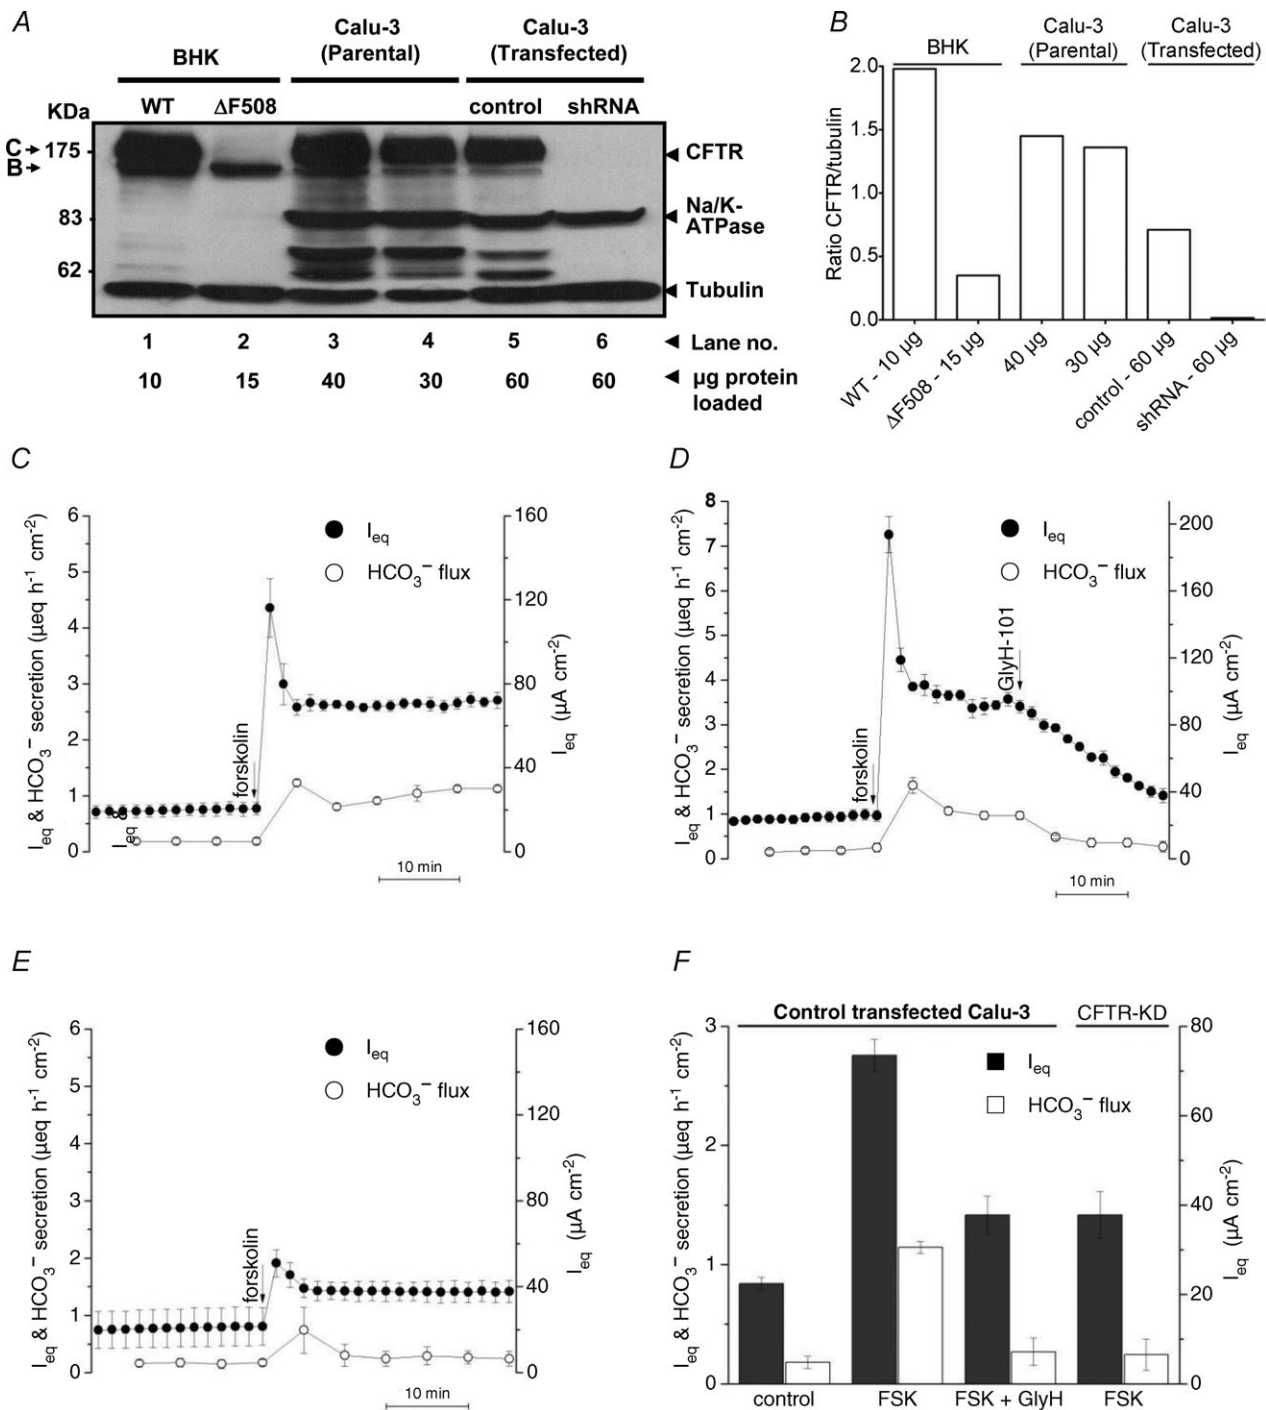 A
Calu-3
(Parental)
Calu-3
(Transfected)
BHK
KDa
WT
ΔF508
control
shRNA
C
175
B
83
62
CFTR
Na/K-
ATPase
Tubulin
1 2 3 4 5 6
Lane no.
10 15 40 30 60 60
µg protein
loaded
B
BHK
Calu-3
(Parental)
Calu-3
(Transfected)
Ratio CFTR/tubulin
2.0
1.5
1.0
0.5
0.0
WT - 10 µg
ΔF508 - 15 µg
40 µg
30 µg
control - 60 µg
shRNA - 60 µg
C
Ieq & HCO3− secretion (µeq h-1 cm-2)
6
5
4
3
2
1
0
Ieq
HCO3− flux
forskolin
Ieq &
10 min
160
120
80
40
0
Ieq (µA cm-2)
D
Ieq & HCO3− secretion (µeq h-1 cm-2)
8
7
6
5
4
3
2
1
0
Ieq
HCO3− flux
forskolin
GlyH-101
10 min
200
160
120
80
40
0
Ieq (µA cm-2)
E
Ieq & HCO3− secretion (µeq h-1 cm-2)
6
5
4
3
2
1
0
Ieq
HCO3− flux
forskolin
10 min
160
120
80
40
0
Ieq (µA cm-2)
F
Control transfected Calu-3
CFTR-KD
Ieq & HCO3− secretion (µeq h-1 cm-2)
3
2
1
0
Ieq
HCO3− flux
80
60
40
20
0
Ieq (µA cm-2)
control
FSK
FSK + GlyH
FSK